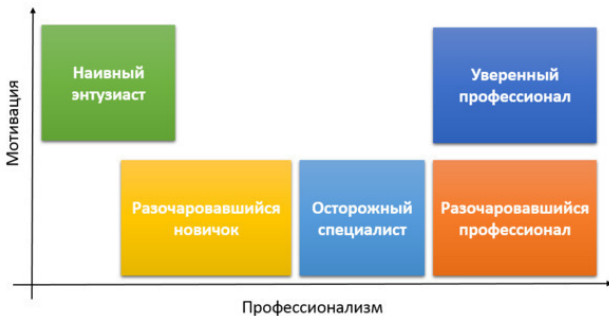 Мотивация
Наивный
энтузиаст
Уверенный
профессионал
Разочаровавшийся
новичок
Осторожный
специалист
Разочаровавшийся
профессионал
Профессионализм